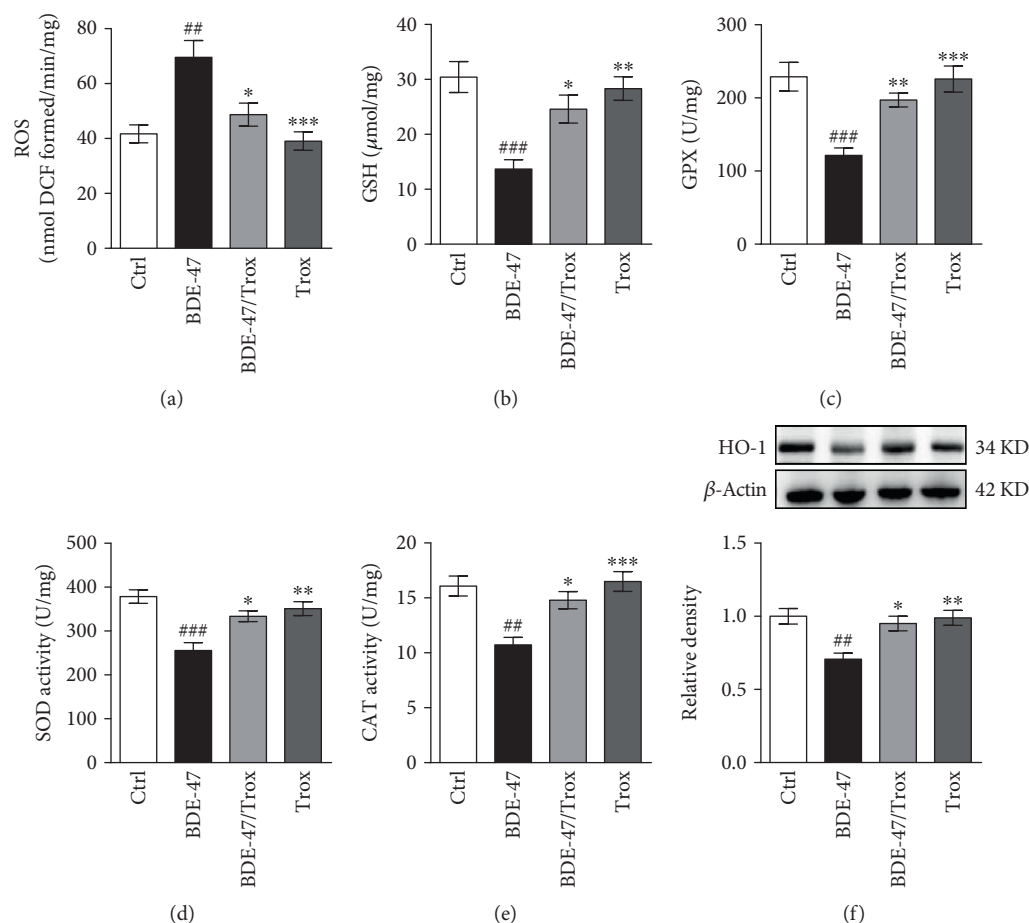 ROS
(nmol DCF formed/min/mg)
80
60
40
20
0
##
*
***
Ctrl
BDE-47
BDE-47/Trox
Trox
(a)
GSH (μmol/mg)
40
30
20
10
0
###
*
**
Ctrl
BDE-47
BDE-47/Trox
Trox
(b)
GPX (U/mg)
300
200
100
0
###
**
***
Ctrl
BDE-47
BDE-47/Trox
Trox
(c)
SOD activity (U/mg)
500
400
300
200
100
0
###
*
**
Ctrl
BDE-47
BDE-47/Trox
Trox
(d)
CAT activity (U/mg)
20
15
10
5
0
##
*
***
Ctrl
BDE-47
BDE-47/Trox
Trox
(e)
HO-1 34 KD
β-Actin 42 KD
Relative density
1.5
1.0
0.5
0.0
##
*
**
Ctrl
BDE-47
BDE-47/Trox
Trox
(f)